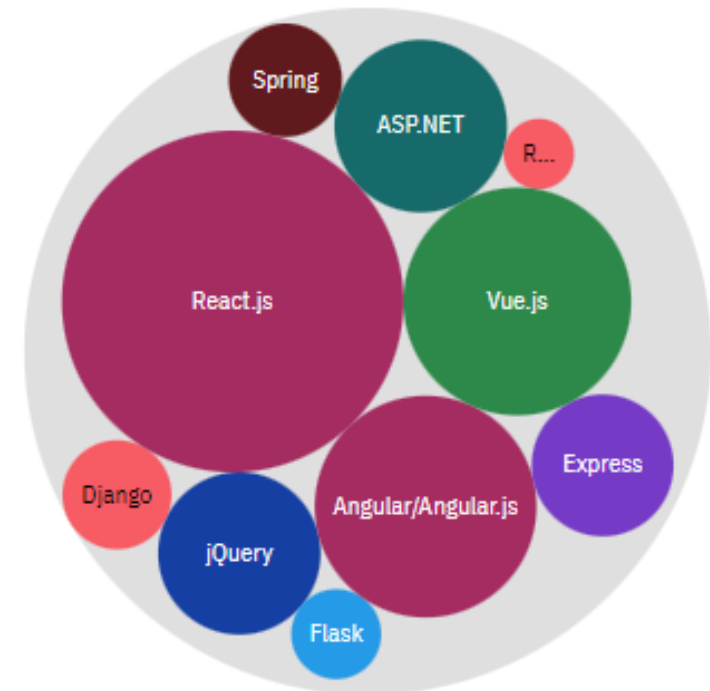 Spring
ASP.NET
R...
React.js
Vue.js
Express
Django
Angular/Angular.js
jQuery
Flask